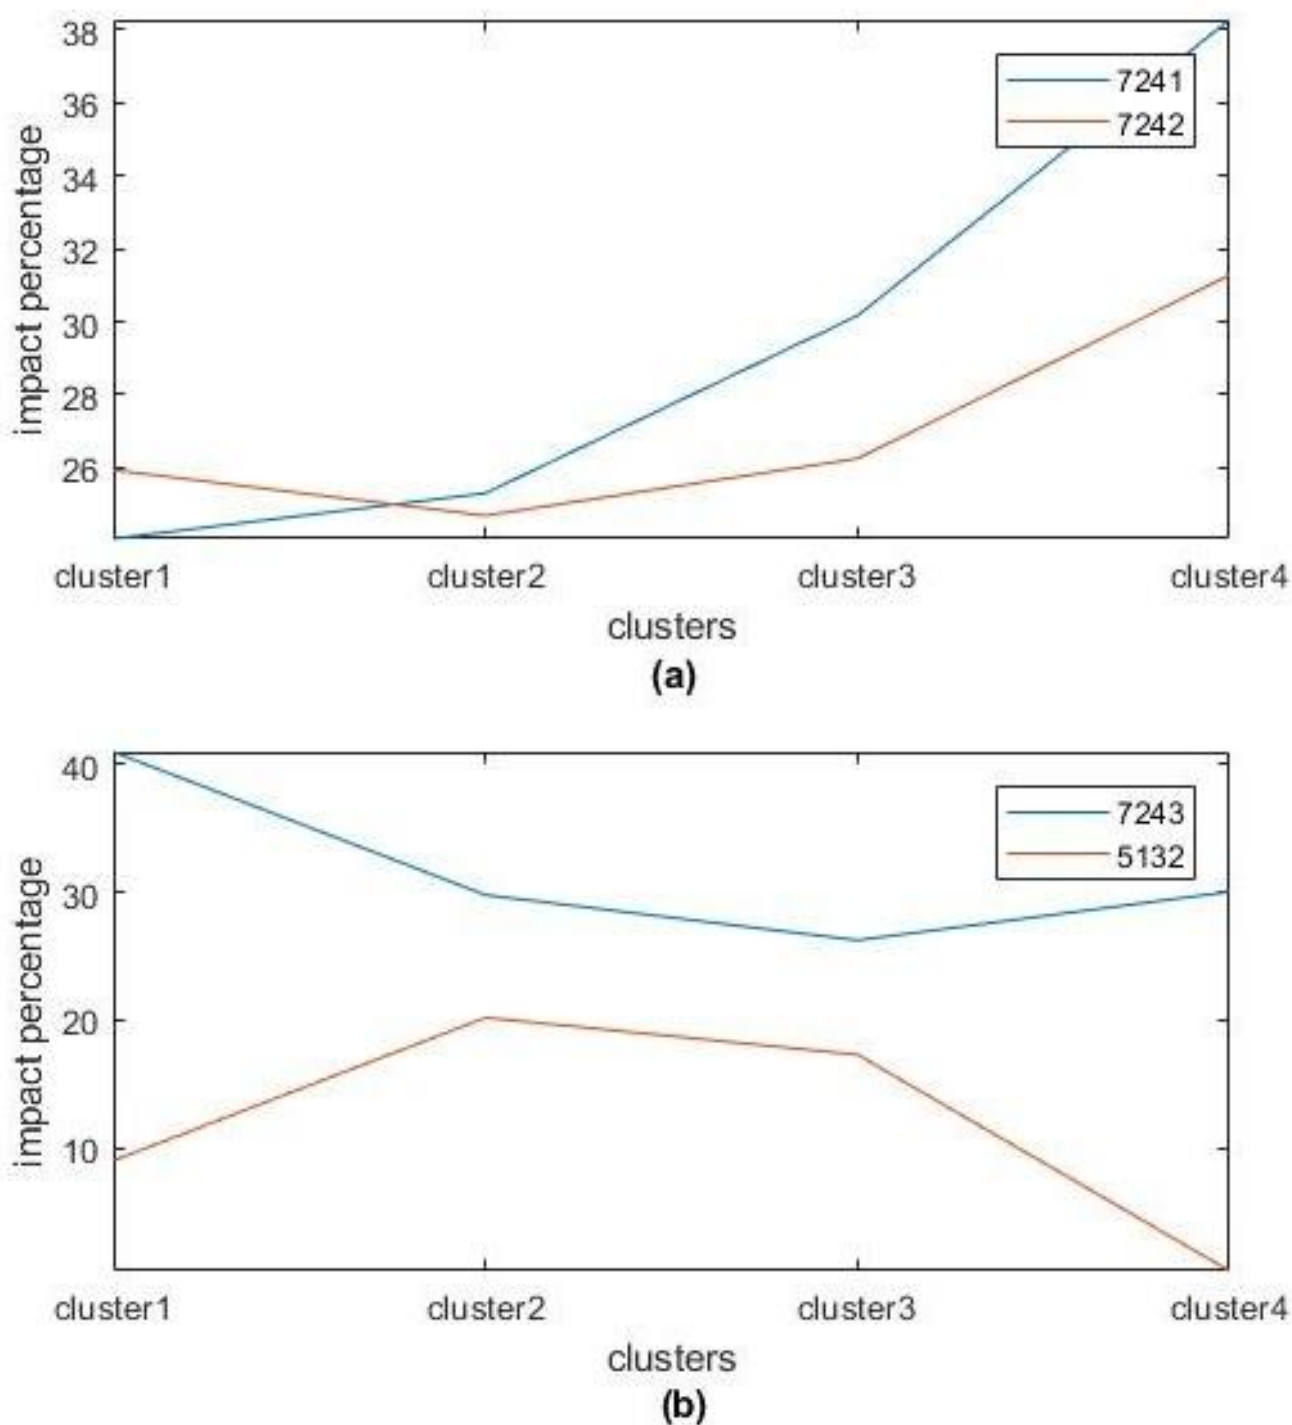 38
36
34
32
30
28
26
impact percentage
7241
7242
cluster1 cluster2 cluster3 cluster4
clusters
(a)
40
30
20
10
impact percentage
7243
5132
cluster1 cluster2 cluster3 cluster4
clusters
(b)